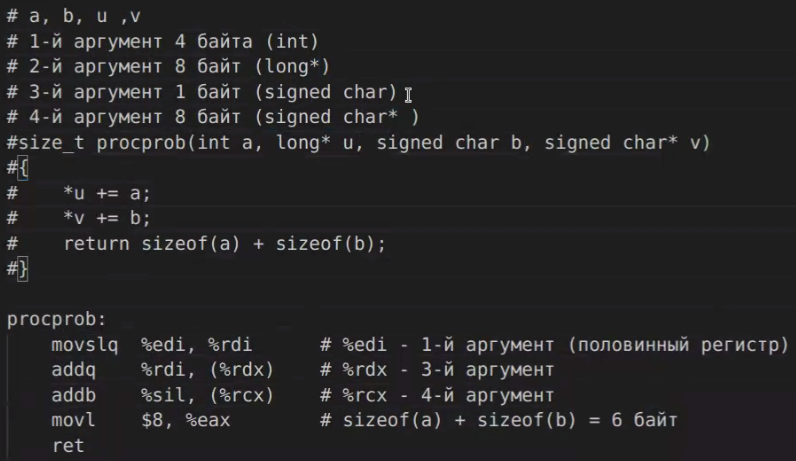 # a, b, u ,v
# 1-й аргумент 4 байта (int)
# 2-й аргумент 8 байт (long*)
# 3-й аргумент 1 байт (signed char)
# 4-й аргумент 8 байт (signed char* )
#size_t procprob(int a, long* u, signed char b, signed char* v)
#{
#    *u += a;
#    *v += b;
#    return sizeof(a) + sizeof(b);
#}
procprob:
    movslq  %edi, %rdi      # %edi - 1-й аргумент (половинный регистр)
    addq    %rdi, (%rdx)    # %rdx - 3-й аргумент
    addb    %sil, (%rcx)    # %rcx - 4-й аргумент
    movl    $8, %eax        # sizeof(a) + sizeof(b) = 6 байт
    ret